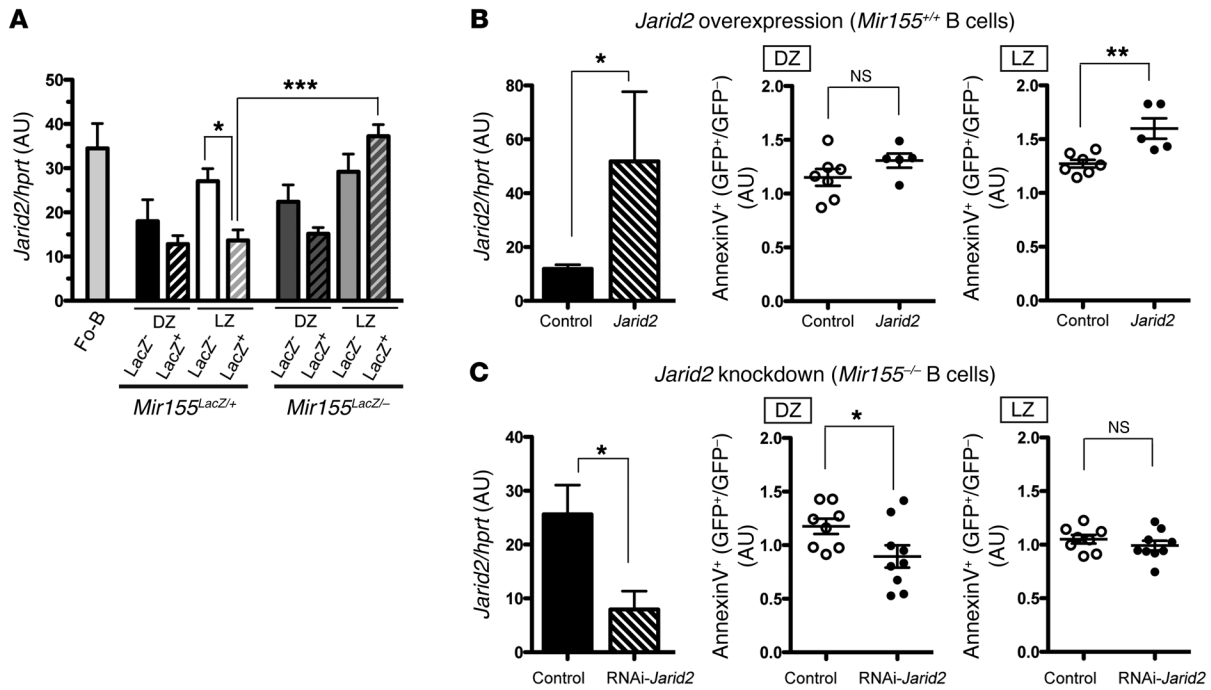 A
Jarid2/hprt (AU)
50
40
30
20
10
0
***
*
Fo-B
DZ
LZ
DZ
LZ
LacZ⁻
LacZ⁺
LacZ⁻
LacZ⁺
LacZ⁻
LacZ⁺
LacZ⁻
LacZ⁺
Mir155^LacZ/+
Mir155^LacZ/–
B
Jarid2 overexpression (Mir155⁺/⁺ B cells)
Jarid2/hprt (AU)
80
60
40
20
0
*
Control
Jarid2
DZ
AnnexinV⁺ (GFP⁺/GFP⁻)
(AU)
2.0
1.5
1.0
0.5
0.0
NS
Control
Jarid2
LZ
AnnexinV⁺ (GFP⁺/GFP⁻)
(AU)
2.0
1.5
1.0
0.5
0.0
**
Control
Jarid2
C
Jarid2 knockdown (Mir155⁻/⁻ B cells)
Jarid2/hprt (AU)
40
30
20
10
0
*
Control
RNAi-Jarid2
DZ
AnnexinV⁺ (GFP⁺/GFP⁻)
(AU)
2.0
1.5
1.0
0.5
0.0
*
Control
RNAi-Jarid2
LZ
AnnexinV⁺ (GFP⁺/GFP⁻)
(AU)
2.0
1.5
1.0
0.5
0.0
NS
Control
RNAi-Jarid2